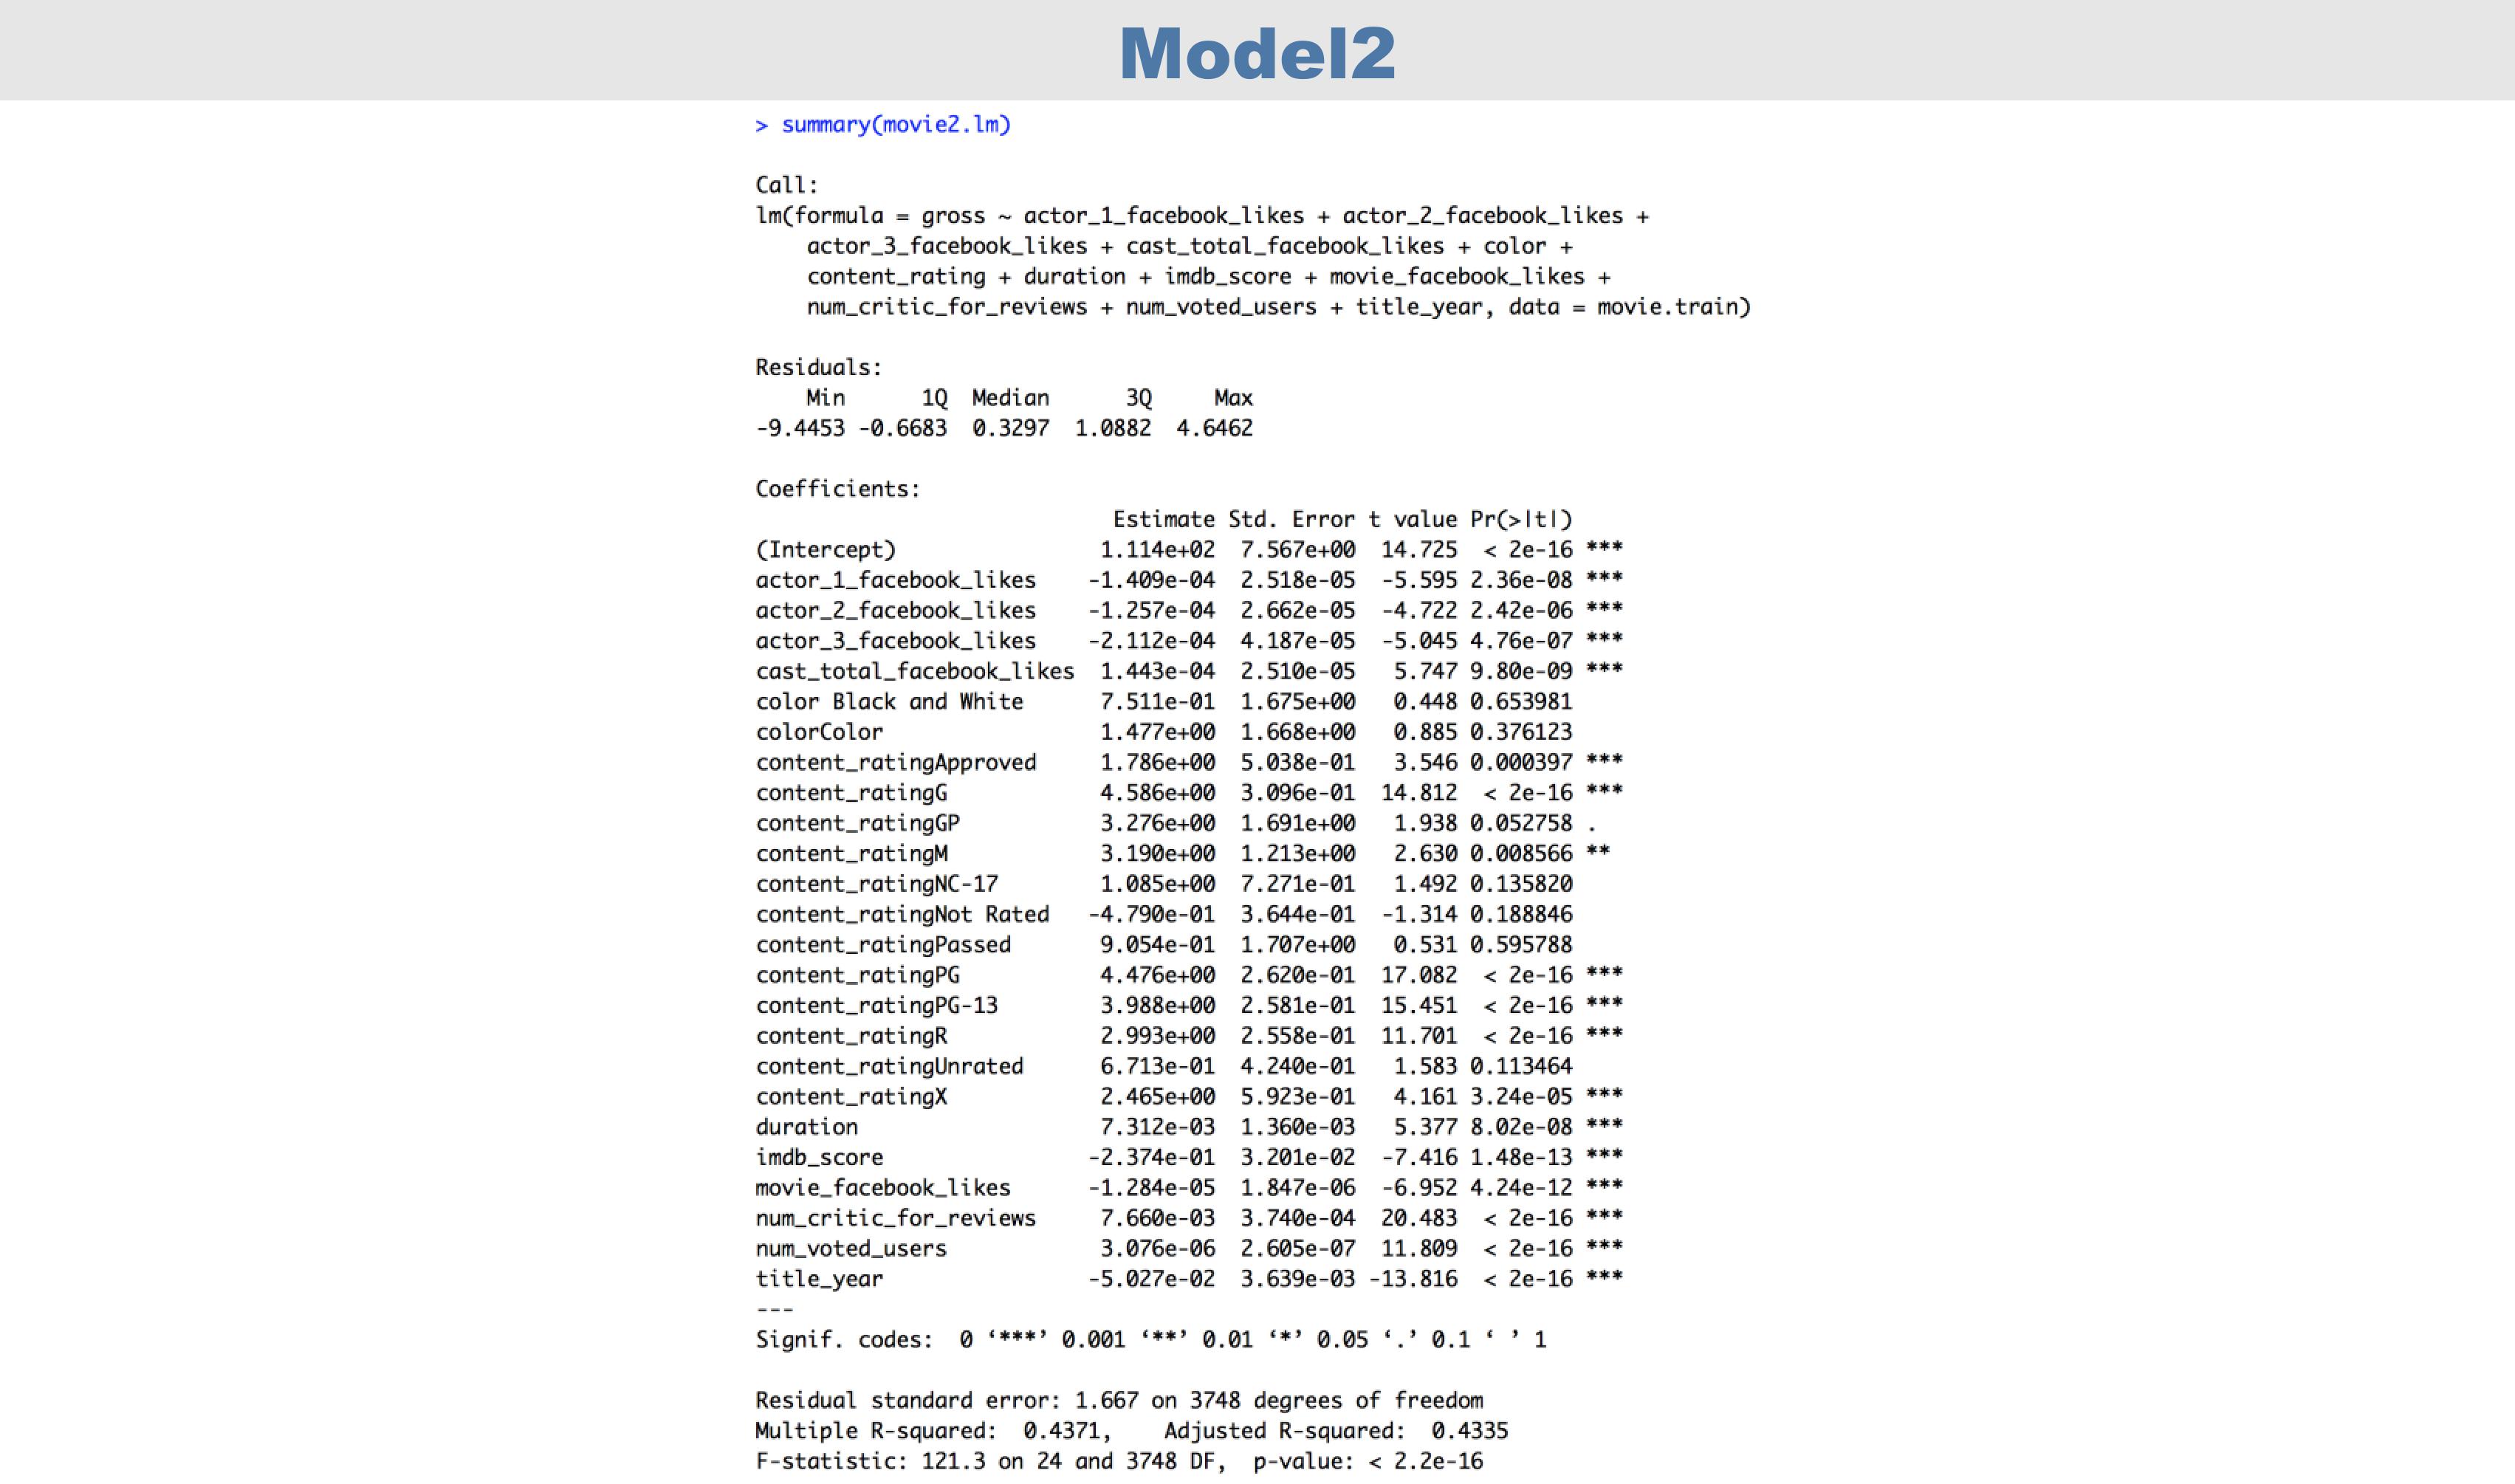 Model2
> summary(movie2.lm)
Call:
lm(formula = gross ~ actor_1_facebook_likes + actor_2_facebook_likes +
    actor_3_facebook_likes + cast_total_facebook_likes + color +
    content_rating + duration + imdb_score + movie_facebook_likes +
    num_critic_for_reviews + num_voted_users + title_year, data = movie.train)
Residuals:
    Min      1Q  Median      3Q     Max
-9.4453 -0.6683  0.3297  1.0882  4.6462
Coefficients:
                            Estimate Std. Error t value Pr(>|t|)
(Intercept)                1.114e+02  7.567e+00  14.725  < 2e-16 ***
actor_1_facebook_likes    -1.409e-04  2.518e-05  -5.595 2.36e-08 ***
actor_2_facebook_likes    -1.257e-04  2.662e-05  -4.722 2.42e-06 ***
actor_3_facebook_likes    -2.112e-04  4.187e-05  -5.045 4.76e-07 ***
cast_total_facebook_likes  1.443e-04  2.510e-05   5.747 9.80e-09 ***
color Black and White      7.511e-01  1.675e+00   0.448 0.653981
colorColor                 1.477e+00  1.668e+00   0.885 0.376123
content_ratingApproved     1.786e+00  5.038e-01   3.546 0.000397 ***
content_ratingG            4.586e+00  3.096e-01  14.812  < 2e-16 ***
content_ratingGP           3.276e+00  1.691e+00   1.938 0.052758 .
content_ratingM            3.190e+00  1.213e+00   2.630 0.008566 **
content_ratingNC-17        1.085e+00  7.271e-01   1.492 0.135820
content_ratingNot Rated   -4.790e-01  3.644e-01  -1.314 0.188846
content_ratingPassed       9.054e-01  1.707e+00   0.531 0.595788
content_ratingPG           4.476e+00  2.620e-01  17.082  < 2e-16 ***
content_ratingPG-13        3.988e+00  2.581e-01  15.451  < 2e-16 ***
content_ratingR            2.993e+00  2.558e-01  11.701  < 2e-16 ***
content_ratingUnrated      6.713e-01  4.240e-01   1.583 0.113464
content_ratingX            2.465e+00  5.923e-01   4.161 3.24e-05 ***
duration                   7.312e-03  1.360e-03   5.377 8.02e-08 ***
imdb_score                -2.374e-01  3.201e-02  -7.416 1.48e-13 ***
movie_facebook_likes      -1.284e-05  1.847e-06  -6.952 4.24e-12 ***
num_critic_for_reviews     7.660e-03  3.740e-04  20.483  < 2e-16 ***
num_voted_users            3.076e-06  2.605e-07  11.809  < 2e-16 ***
title_year                -5.027e-02  3.639e-03 -13.816  < 2e-16 ***
---
Signif. codes:  0 ‘***’ 0.001 ‘**’ 0.01 ‘*’ 0.05 ‘.’ 0.1 ‘ ’ 1
Residual standard error: 1.667 on 3748 degrees of freedom
Multiple R-squared:  0.4371,    Adjusted R-squared:  0.4335
F-statistic: 121.3 on 24 and 3748 DF,  p-value: < 2.2e-16